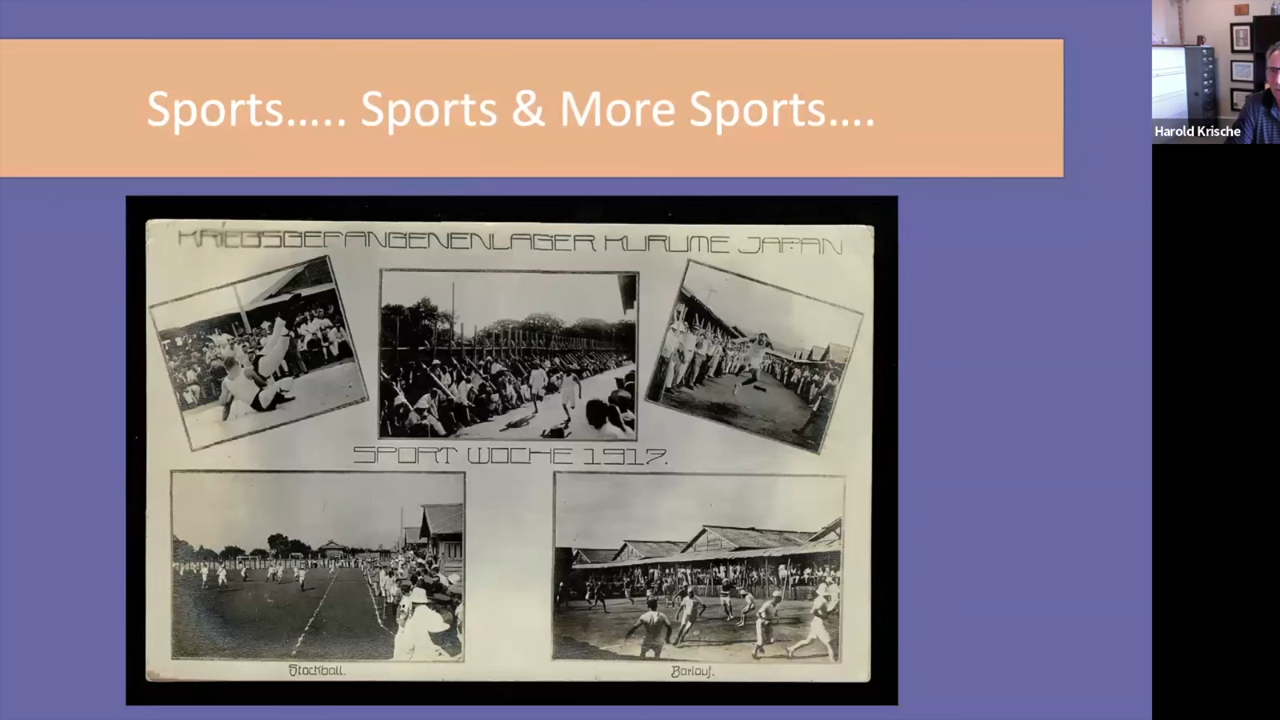 Sports..... Sports & More Sports....
Harold Krische
KRIEGSGEFANGENENLAGER KURUME JAPAN
SPORT WOCHE 1917.
Stockball.
Barlauf.